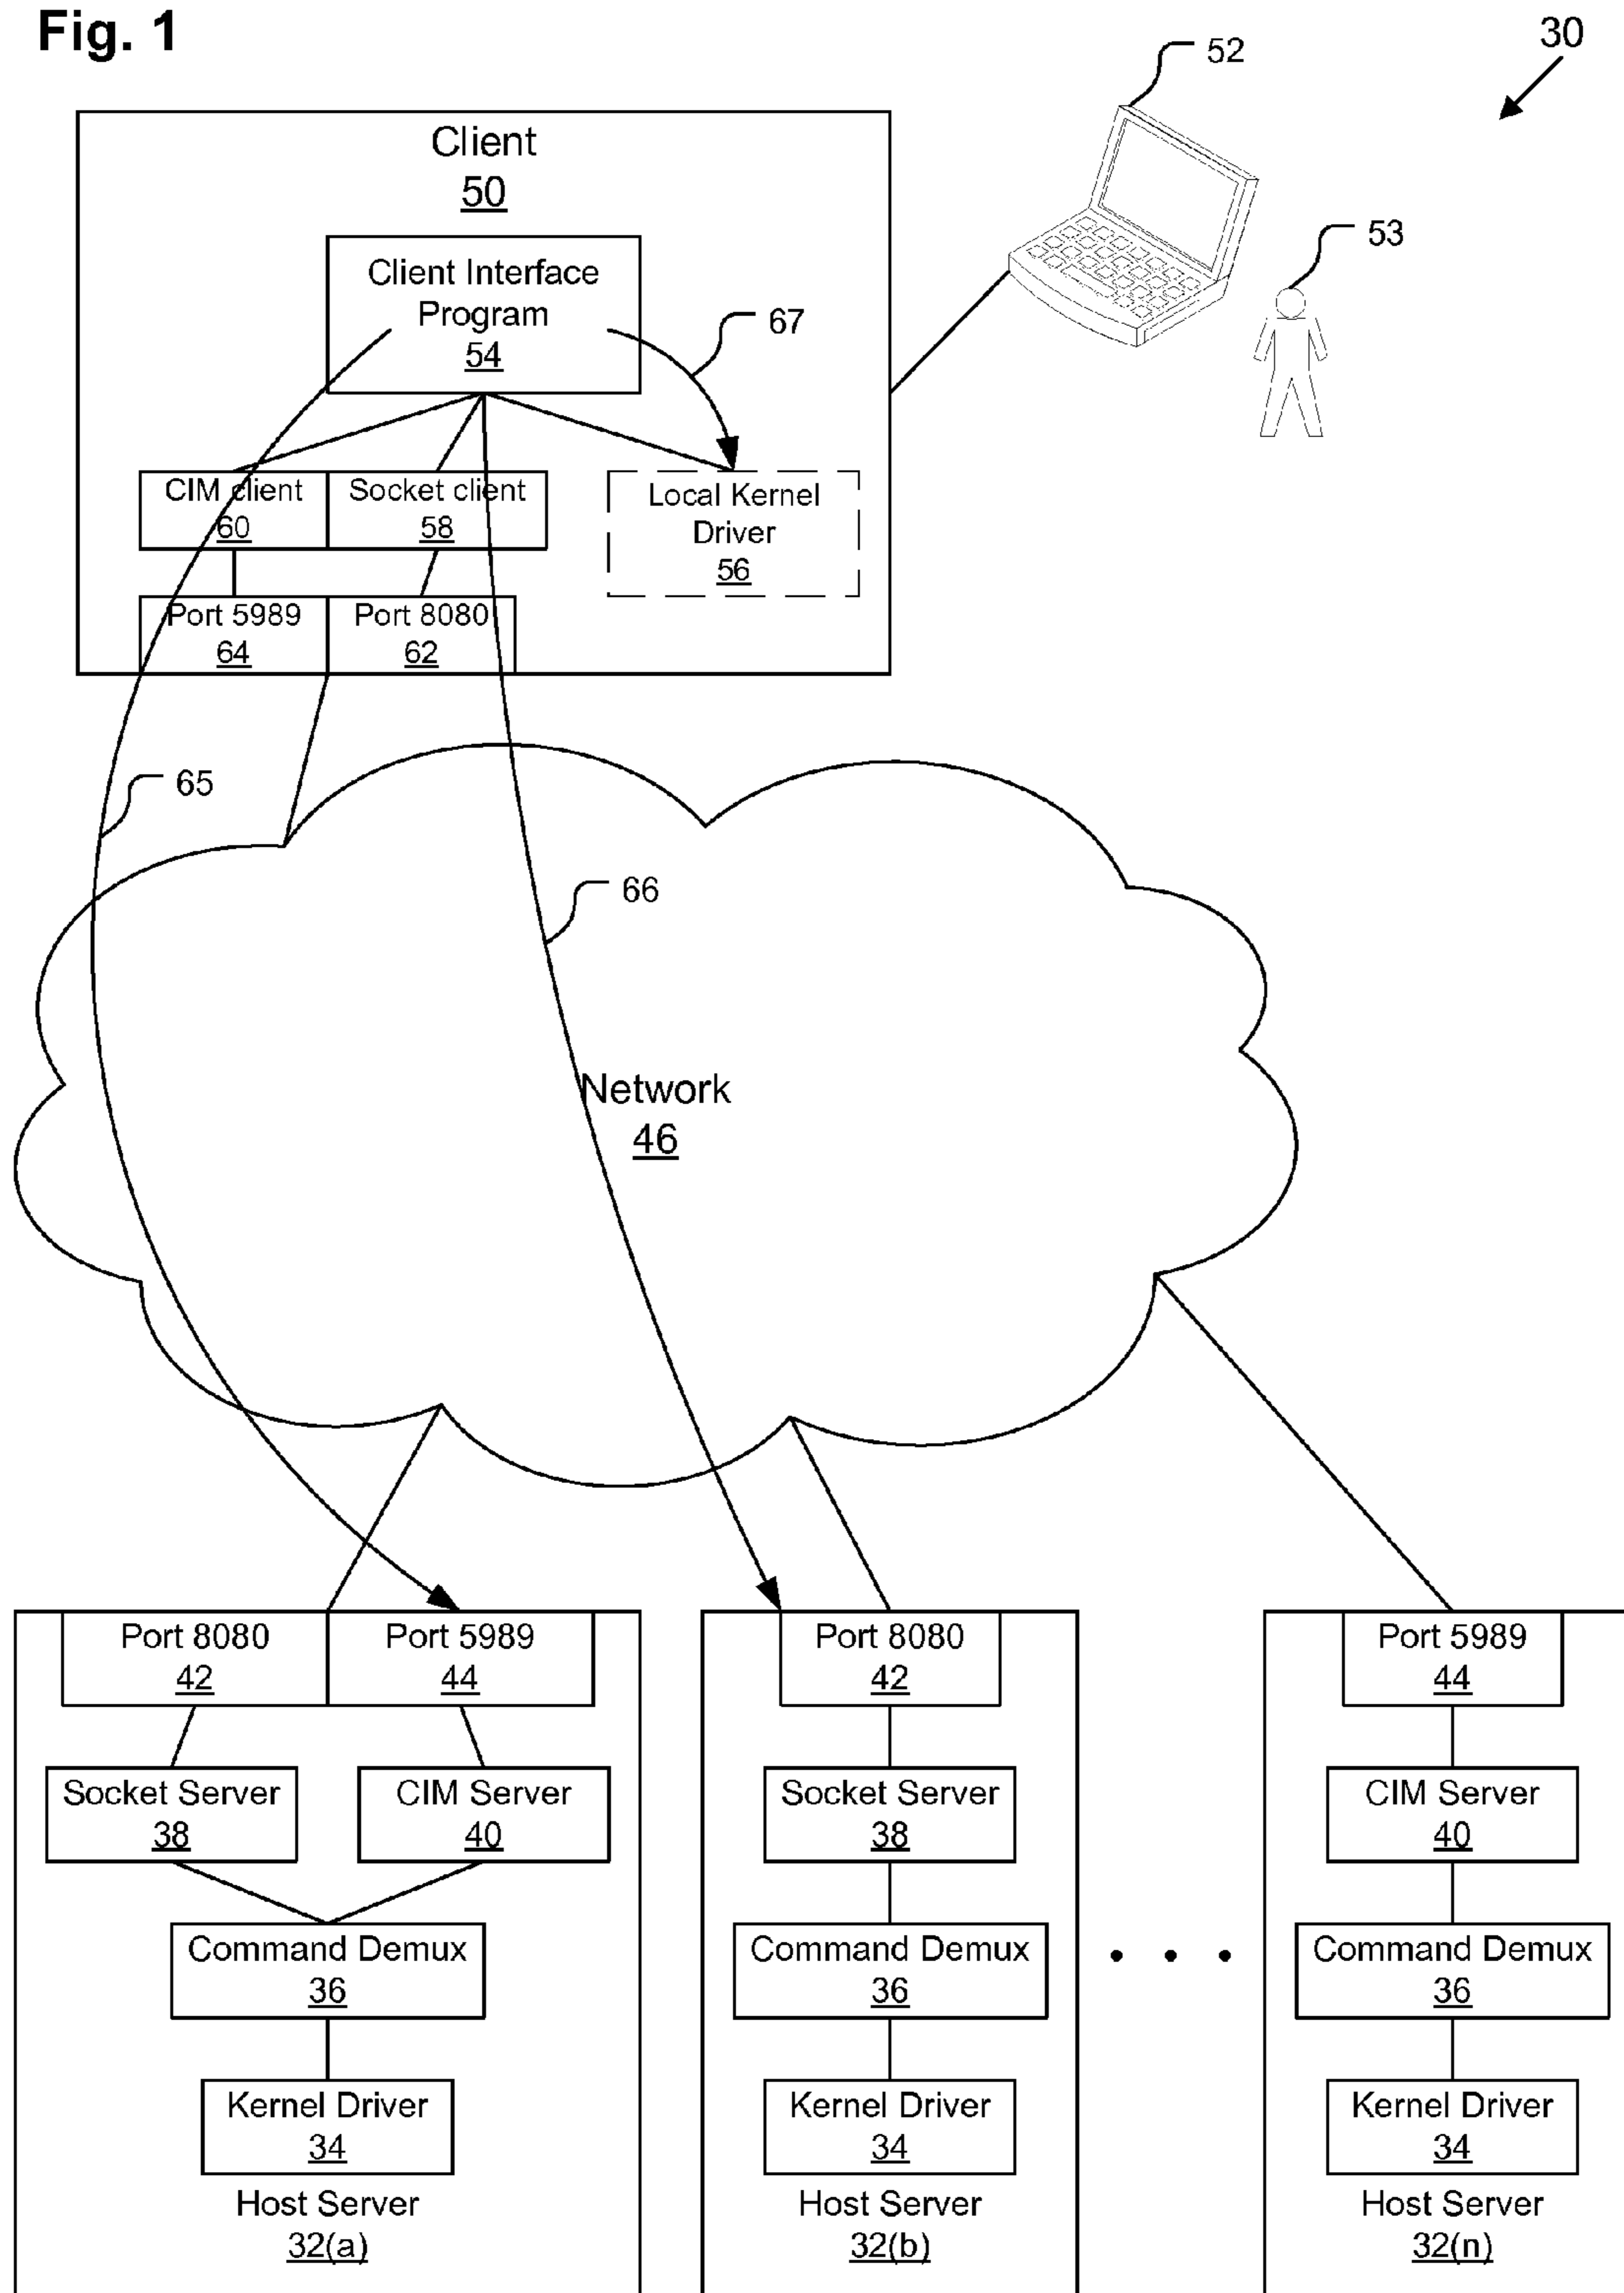 Fig. 1
30
52
53
Client
50
Client Interface
Program
54
67
CIM client
60
Socket client
58
Local Kernel
Driver
56
Port 5989
64
Port 8080
62
65
66
Network
46
Port 8080
42
Port 5989
44
Socket Server
38
CIM Server
40
Command Demux
36
Kernel Driver
34
Host Server
32(a)
Port 8080
42
Socket Server
38
Command Demux
36
Kernel Driver
34
Host Server
32(b)
Port 5989
44
CIM Server
40
Command Demux
36
Kernel Driver
34
Host Server
32(n)